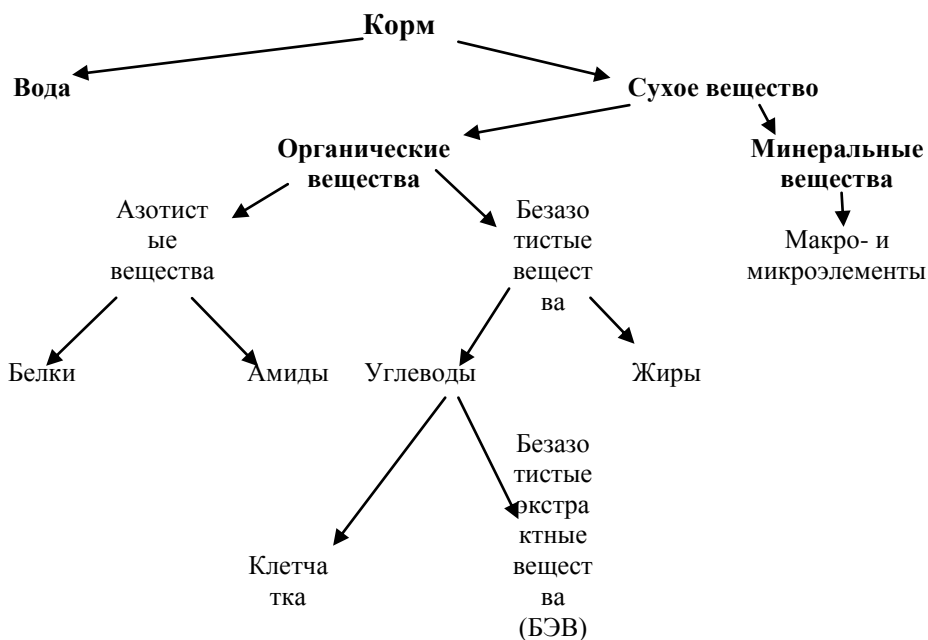 Корм
Вода
Сухое вещество
Органические
вещества
Минеральные
вещества
Азотист
ые
вещества
Безазо
тистые
вещест
ва
Макро- и
микроэлементы
Белки
Амиды
Углеводы
Жиры
Клетча
тка
Безазо
тистые
экстра
ктные
вещест
ва
(БЭВ)